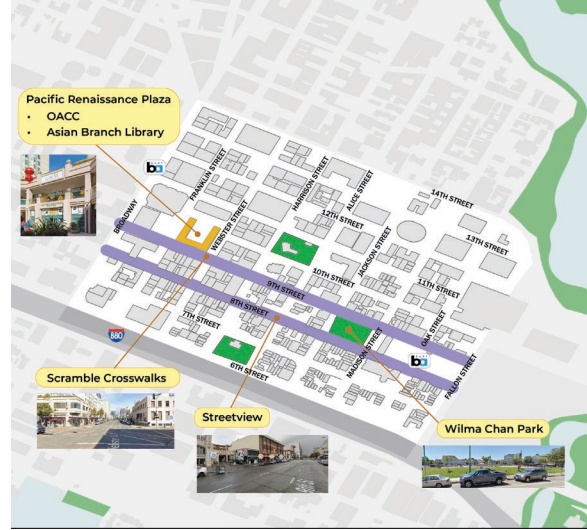 Pacific Renaissance Plaza
• OACC
• Asian Branch Library
ba
14TH STREET
FRANKLIN STREET
HARRISON STREET
ALICE STREET
BROADWAY
WEBSTER STREET
12TH STREET
13TH STREET
JACKSON STREET
10TH STREET
11TH STREET
9TH STREET
8TH STREET
7TH STREET
OAK STREET
880
6TH STREET
MADISON STREET
ba
FALLON STREET
Scramble Crosswalks
Streetview
Wilma Chan Park